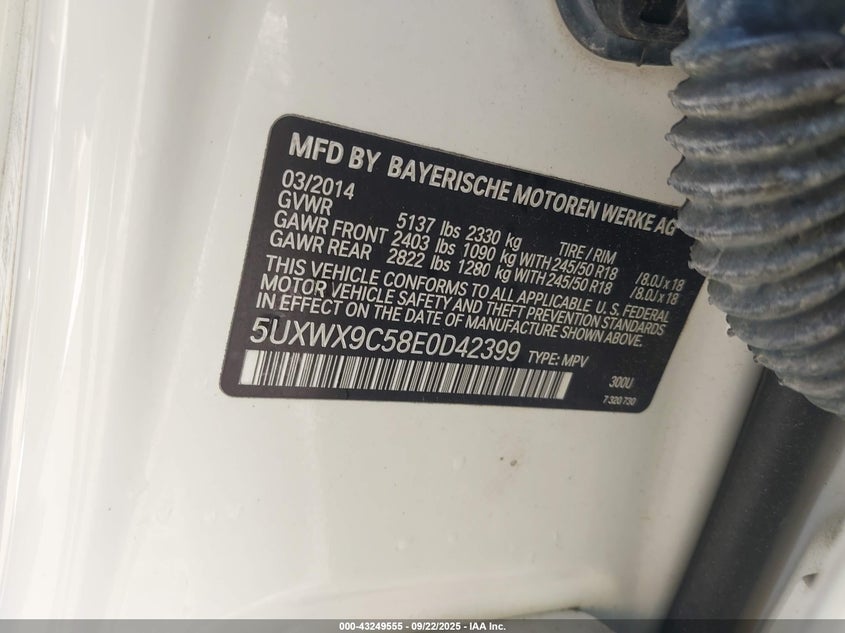 MFD BY BAYERISCHE MOTOREN WERKE AG
03/2014
GVWR 5137 lbs 2330 kg TIRE / RIM
GAWR FRONT 2403 lbs 1090 kg WITH 245/50 R18 /8.0J x 18
GAWR REAR 2822 lbs 1280 kg WITH 245/50 R18 /8.0J x 18
THIS VEHICLE CONFORMS TO ALL APPLICABLE U. S. FEDERAL
MOTOR VEHICLE SAFETY AND THEFT PREVENTION STANDARDS
IN EFFECT ON THE DATE OF MANUFACTURE SHOWN ABOVE.
5UXWX9C58E0D42399 TYPE: MPV
300U
7 320 730
000-43249555 - 09/22/2025 - IAA Inc.